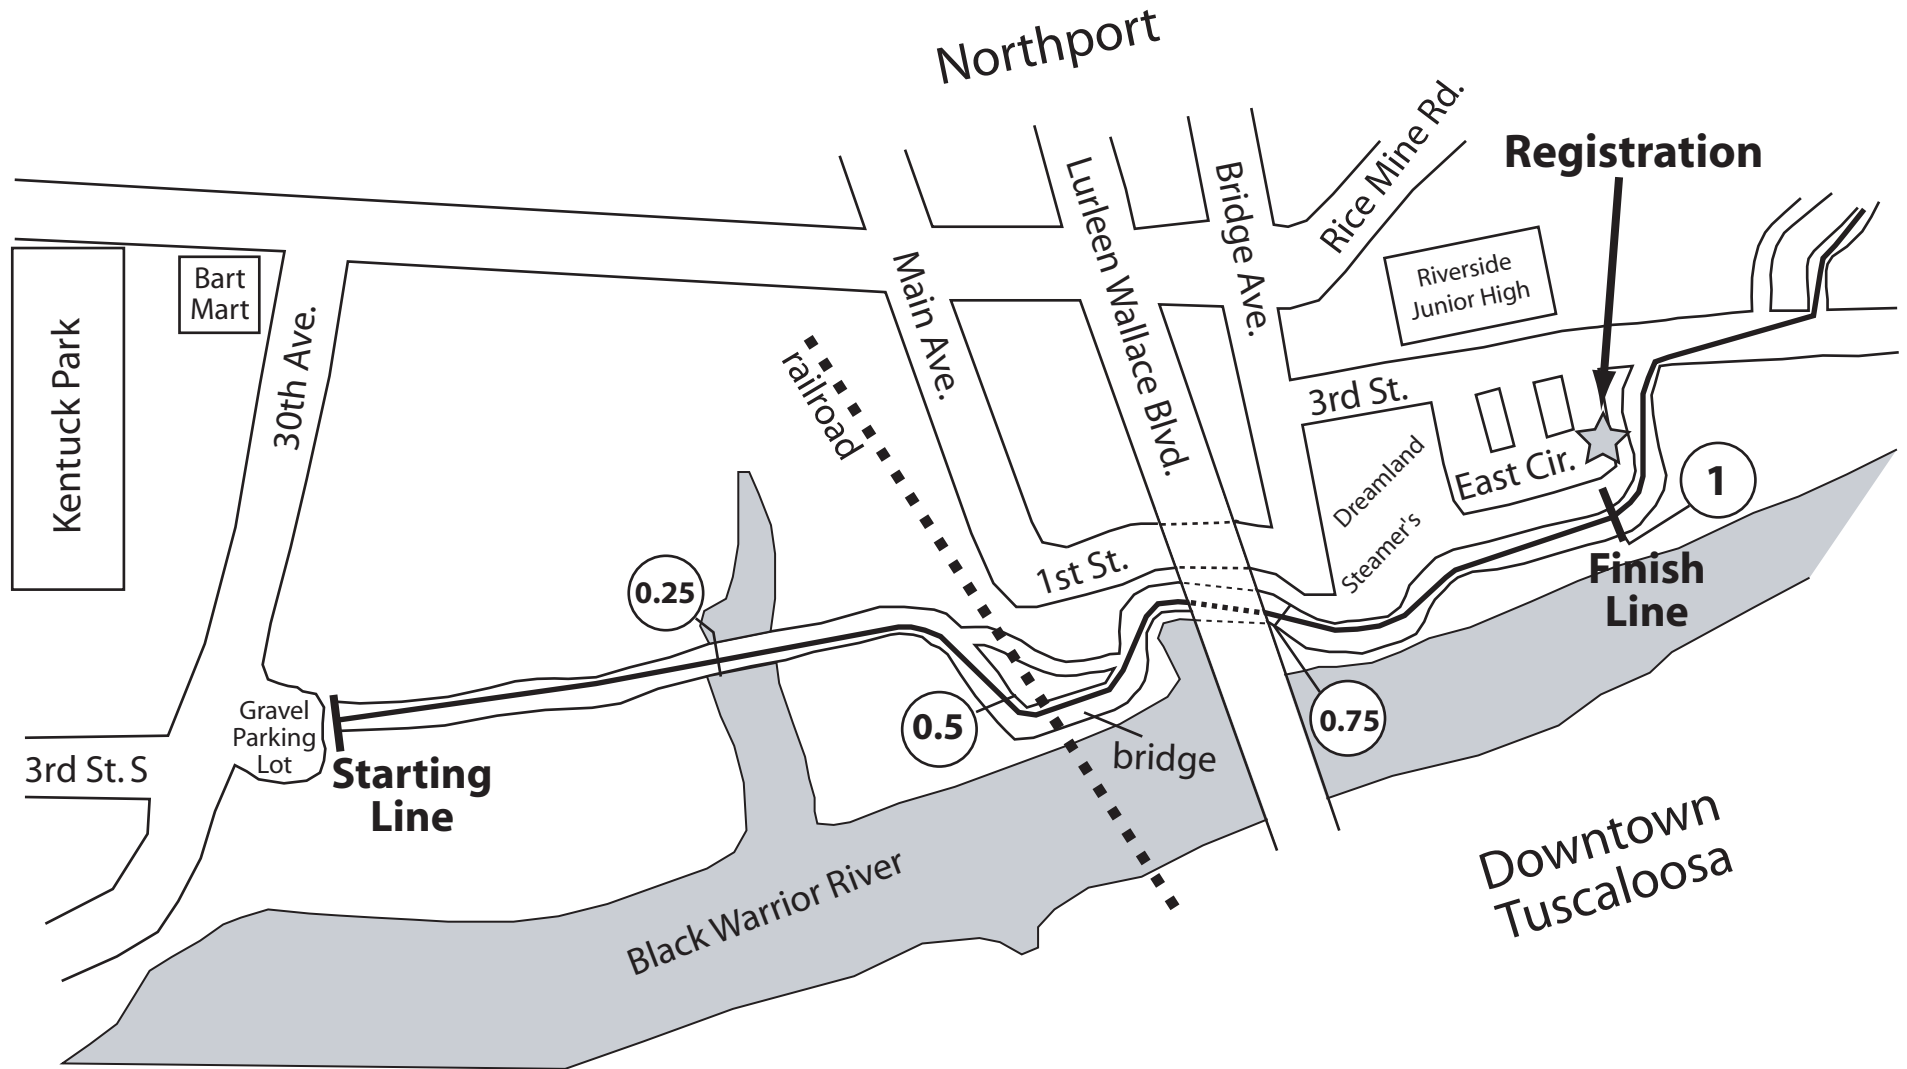 Northport
Rice Mine Rd.
Registration
Lurleen Wallace Blvd.
Bridge Ave.
Main Ave.
Bart
Mart
Kentuck Park
30th Ave.
railroad
Riverside
Junior High
3rd St.
Dreamland
Steamer's
East Cir.
1
1st St.
0.25
Finish
Line
Gravel
Parking
Lot
3rd St. S
Starting
Line
0.5
bridge
0.75
Black Warrior River
Downtown
Tuscaloosa